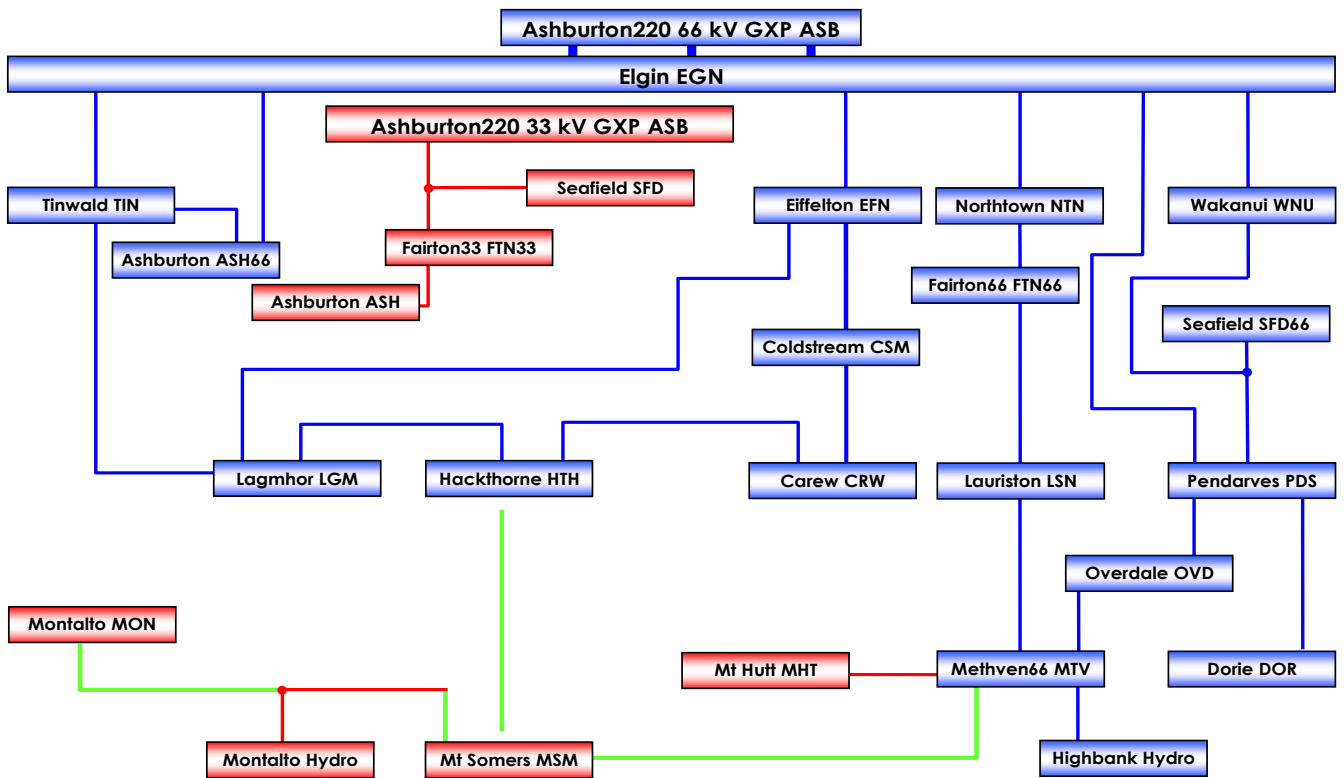 Ashburton220 66 kV GXP ASB
Elgin EGN
Ashburton220 33 kV GXP ASB
Seafield SFD
Tinwald TIN
Eiffelton EFN
Northtown NTN
Wakanui WNU
Ashburton ASH66
Fairton33 FTN33
Fairton66 FTN66
Ashburton ASH
Seafield SFD66
Coldstream CSM
Lagmhor LGM
Hackthorne HTH
Carew CRW
Lauriston LSN
Pendarves PDS
Overdale OVD
Montalto MON
Mt Hutt MHT
Methven66 MTV
Dorie DOR
Montalto Hydro
Mt Somers MSM
Highbank Hydro